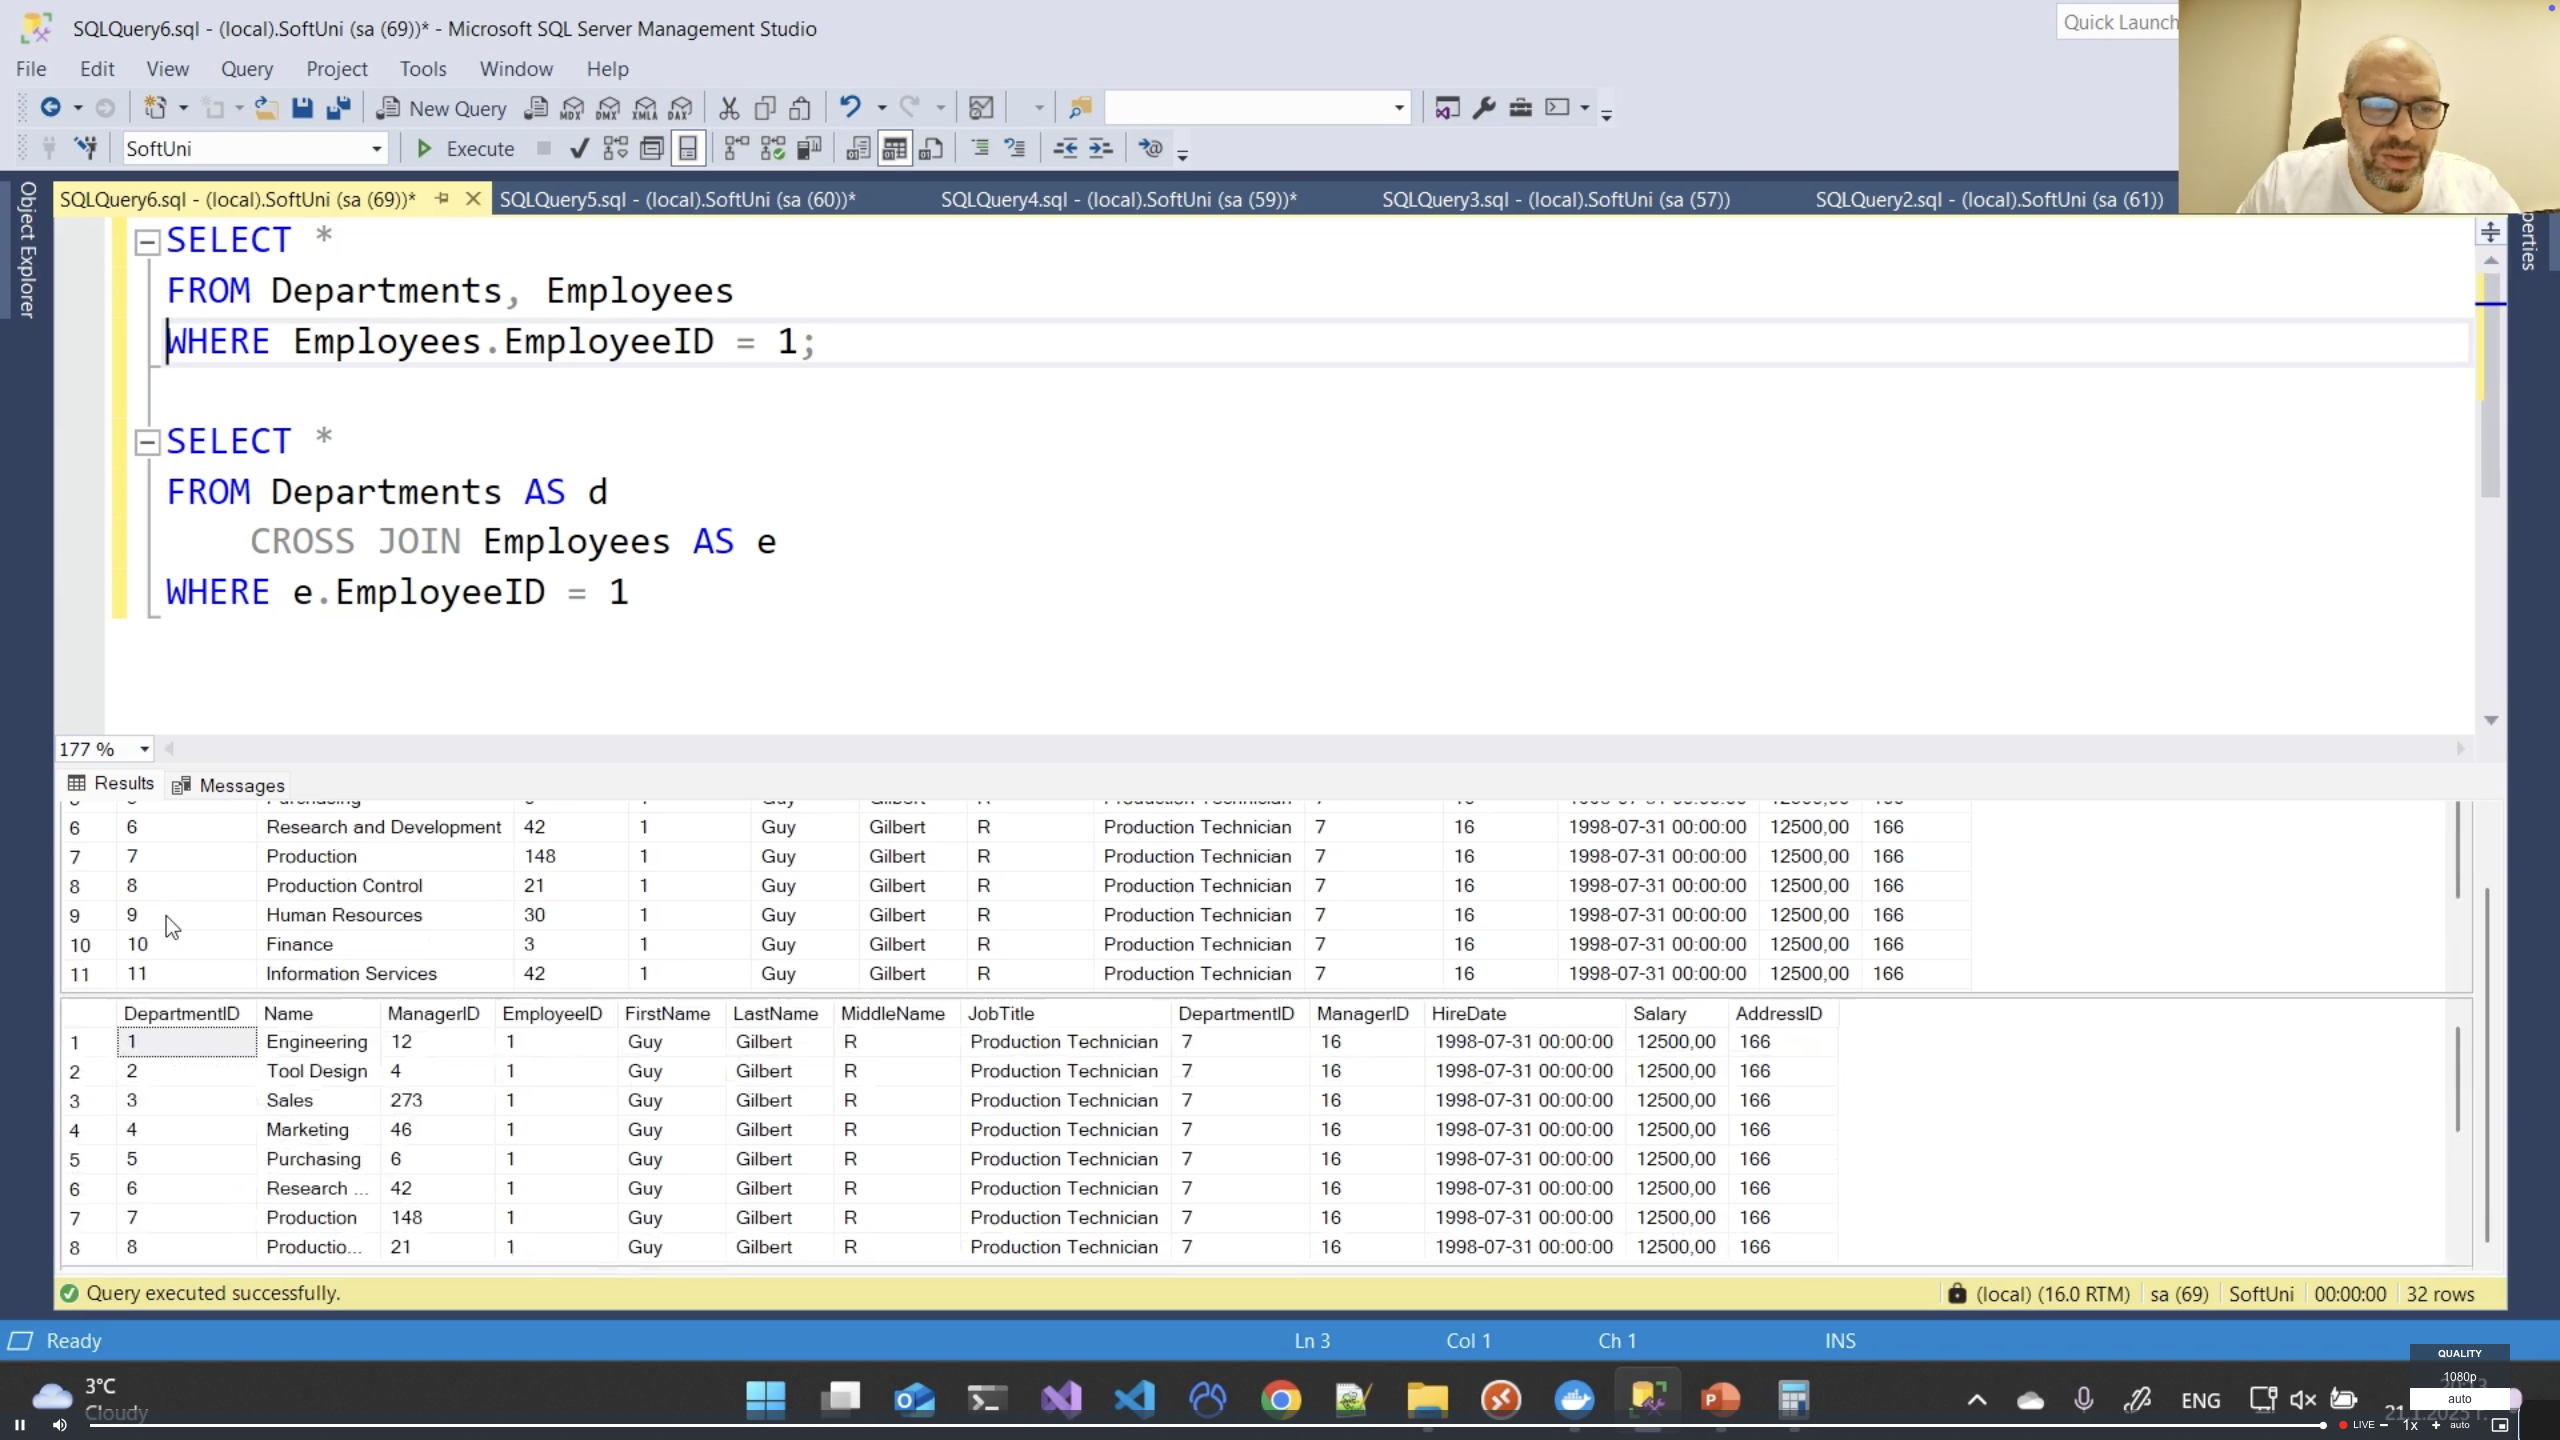 SQLQuery6.sql - (local).SoftUni (sa (69))* - Microsoft SQL Server Management Studio
Quick Launch
File Edit View Query Project Tools Window Help
New Query MDX DMX XMLA DAX
SoftUni Execute
SQLQuery6.sql - (local).SoftUni (sa (69))* SQLQuery5.sql - (local).SoftUni (sa (60))* SQLQuery4.sql - (local).SoftUni (sa (59))* SQLQuery3.sql - (local).SoftUni (sa (57)) SQLQuery2.sql - (local).SoftUni (sa (61))
Object Explorer
perties
SELECT *
FROM Departments, Employees
WHERE Employees.EmployeeID = 1;
SELECT *
FROM Departments AS d
CROSS JOIN Employees AS e
WHERE e.EmployeeID = 1
177 %
Results Messages
6 6 Research and Development 42 1 Guy Gilbert R Production Technician 7 16 1998-07-31 00:00:00 12500,00 166
7 7 Production 148 1 Guy Gilbert R Production Technician 7 16 1998-07-31 00:00:00 12500,00 166
8 8 Production Control 21 1 Guy Gilbert R Production Technician 7 16 1998-07-31 00:00:00 12500,00 166
9 9 Human Resources 30 1 Guy Gilbert R Production Technician 7 16 1998-07-31 00:00:00 12500,00 166
10 10 Finance 3 1 Guy Gilbert R Production Technician 7 16 1998-07-31 00:00:00 12500,00 166
11 11 Information Services 42 1 Guy Gilbert R Production Technician 7 16 1998-07-31 00:00:00 12500,00 166
DepartmentID Name ManagerID EmployeeID FirstName LastName MiddleName JobTitle DepartmentID ManagerID HireDate Salary AddressID
1 1 Engineering 12 1 Guy Gilbert R Production Technician 7 16 1998-07-31 00:00:00 12500,00 166
2 2 Tool Design 4 1 Guy Gilbert R Production Technician 7 16 1998-07-31 00:00:00 12500,00 166
3 3 Sales 273 1 Guy Gilbert R Production Technician 7 16 1998-07-31 00:00:00 12500,00 166
4 4 Marketing 46 1 Guy Gilbert R Production Technician 7 16 1998-07-31 00:00:00 12500,00 166
5 5 Purchasing 6 1 Guy Gilbert R Production Technician 7 16 1998-07-31 00:00:00 12500,00 166
6 6 Research ... 42 1 Guy Gilbert R Production Technician 7 16 1998-07-31 00:00:00 12500,00 166
7 7 Production 148 1 Guy Gilbert R Production Technician 7 16 1998-07-31 00:00:00 12500,00 166
8 8 Productio... 21 1 Guy Gilbert R Production Technician 7 16 1998-07-31 00:00:00 12500,00 166
Query executed successfully. (local) (16.0 RTM) sa (69) SoftUni 00:00:00 32 rows
Ready Ln 3 Col 1 Ch 1 INS
QUALITY
1080p
auto
3°C
Cloudy
ENG
LIVE 1x auto